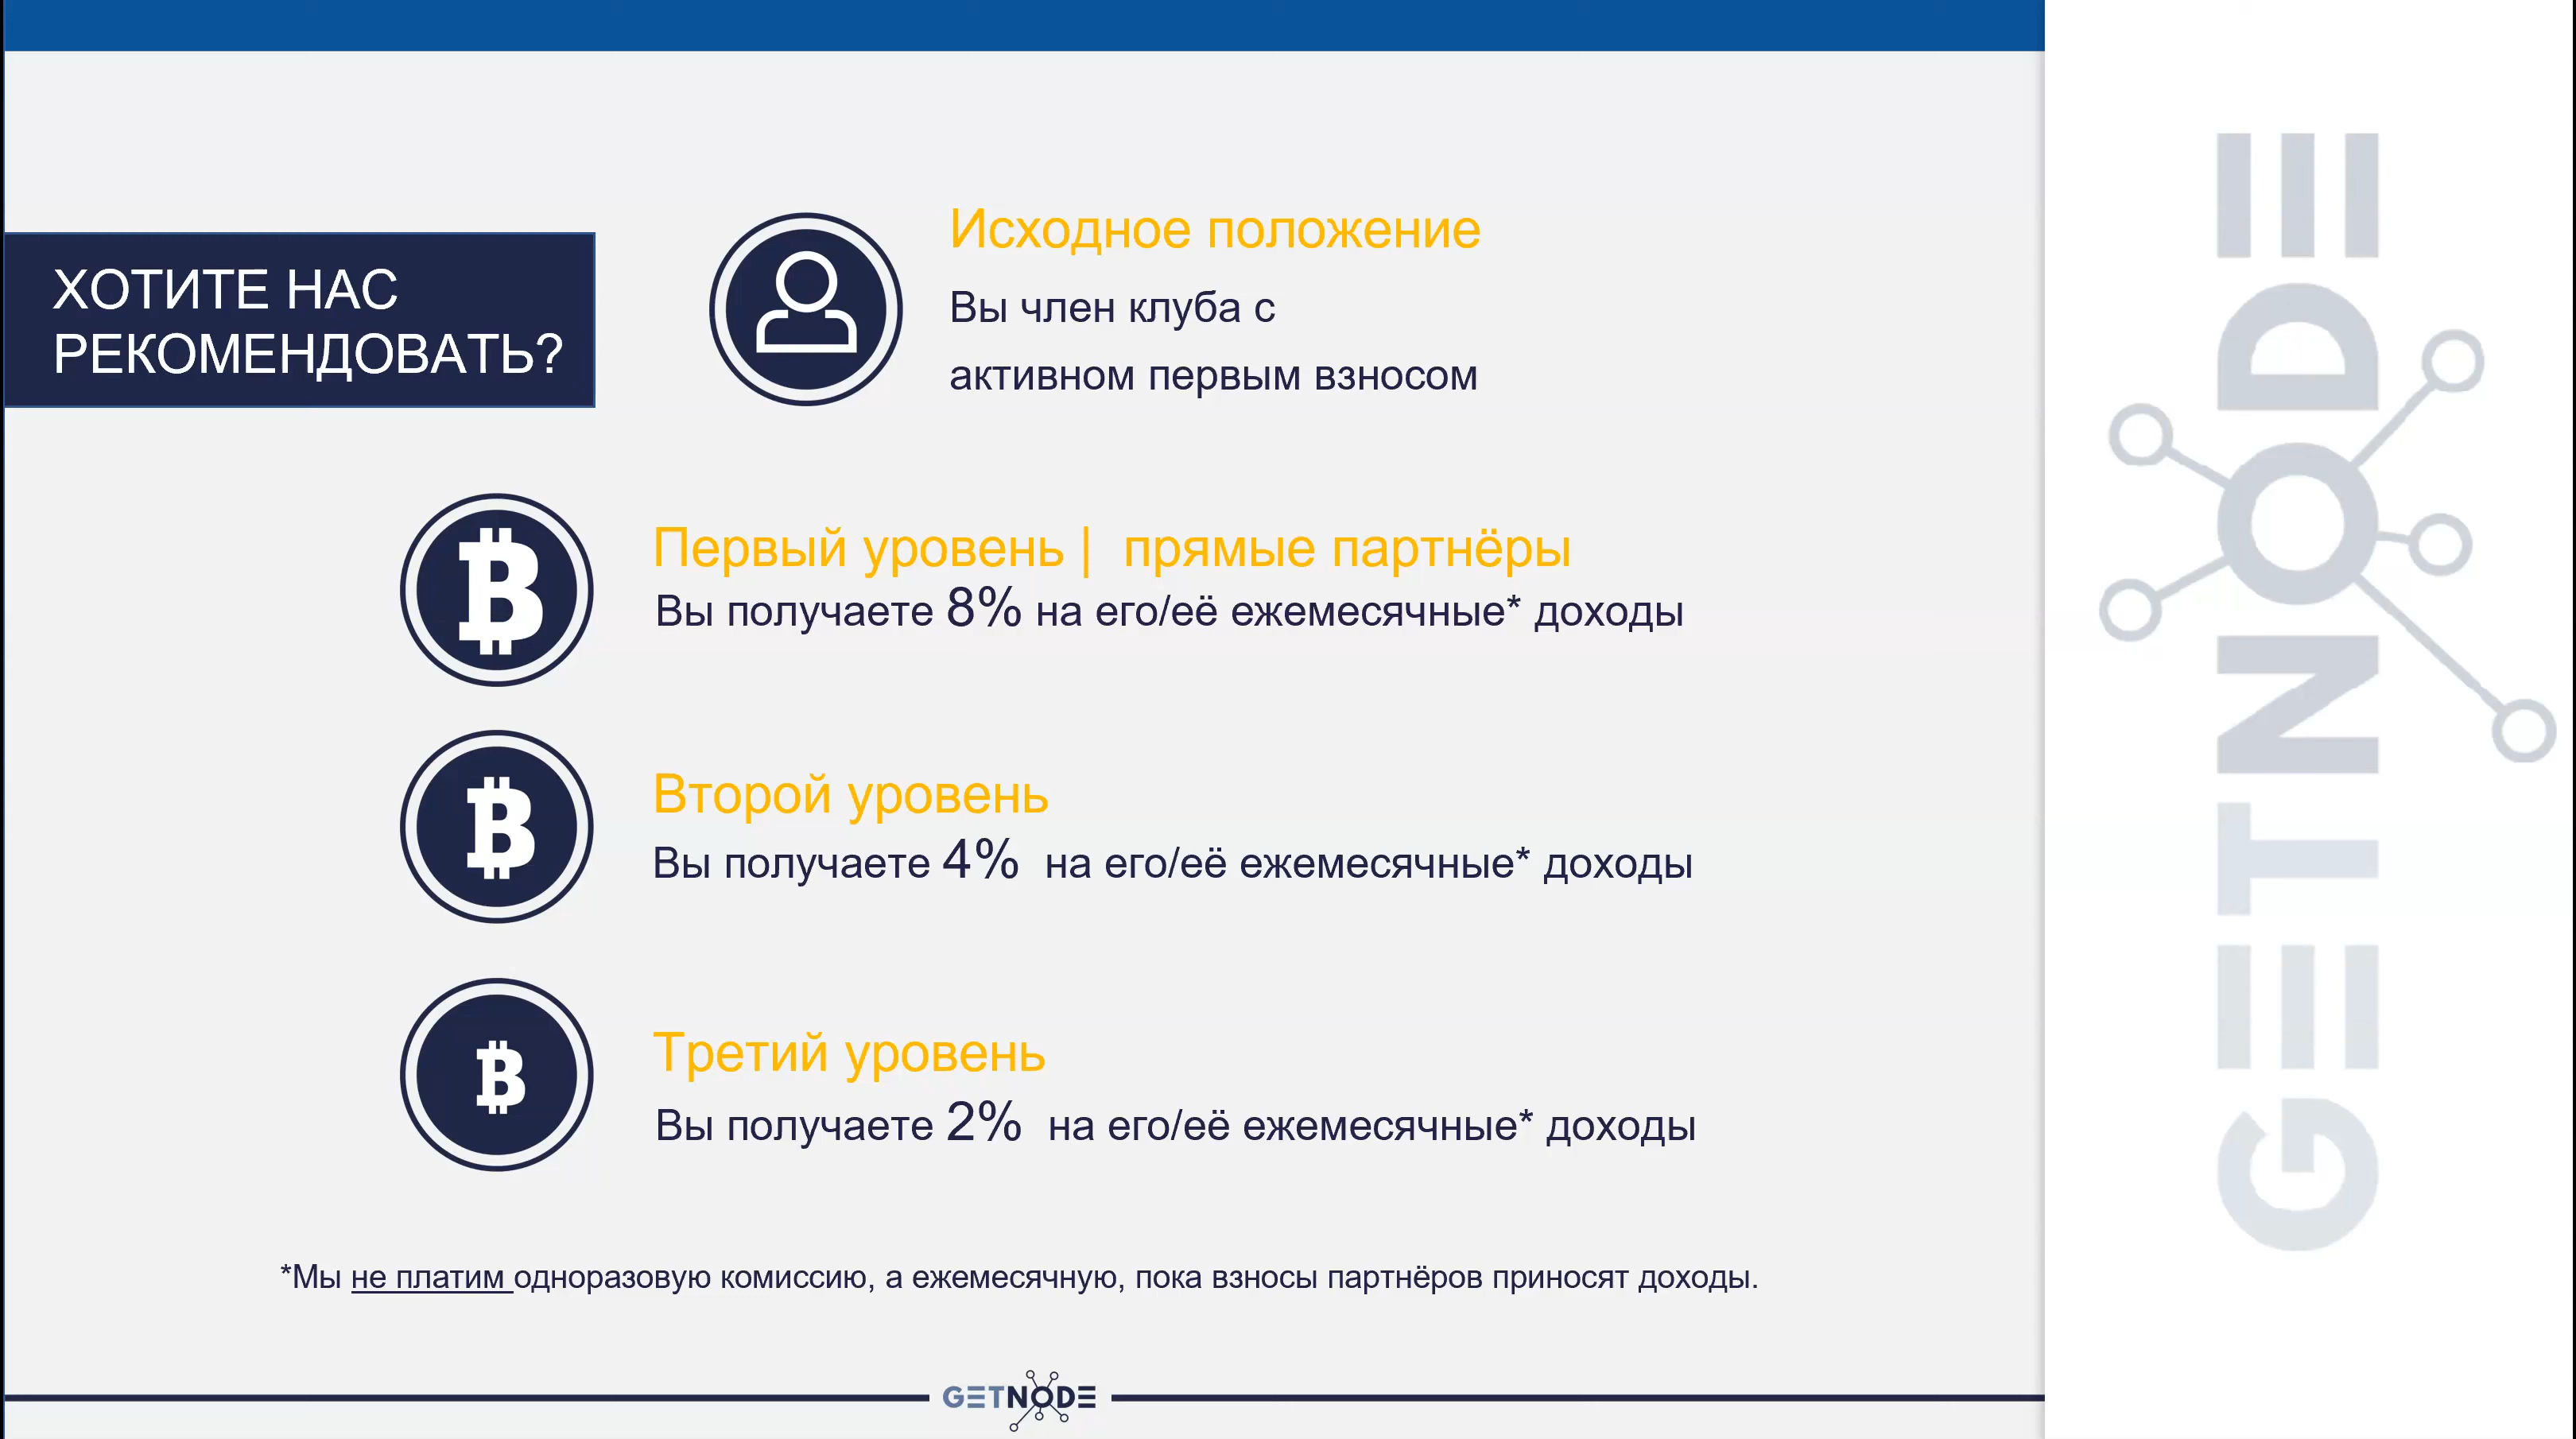 ХОТИТЕ НАС
РЕКОМЕНДОВАТЬ?
Исходное положение
Вы член клуба с
активном первым взносом
Первый уровень | прямые партнёры
Вы получаете 8% на его/её ежемесячные* доходы
Второй уровень
Вы получаете 4% на его/её ежемесячные* доходы
Третий уровень
Вы получаете 2% на его/её ежемесячные* доходы
*Мы не платим одноразовую комиссию, а ежемесячную, пока взносы партнёров приносят доходы.
GETNODE
GETNODE